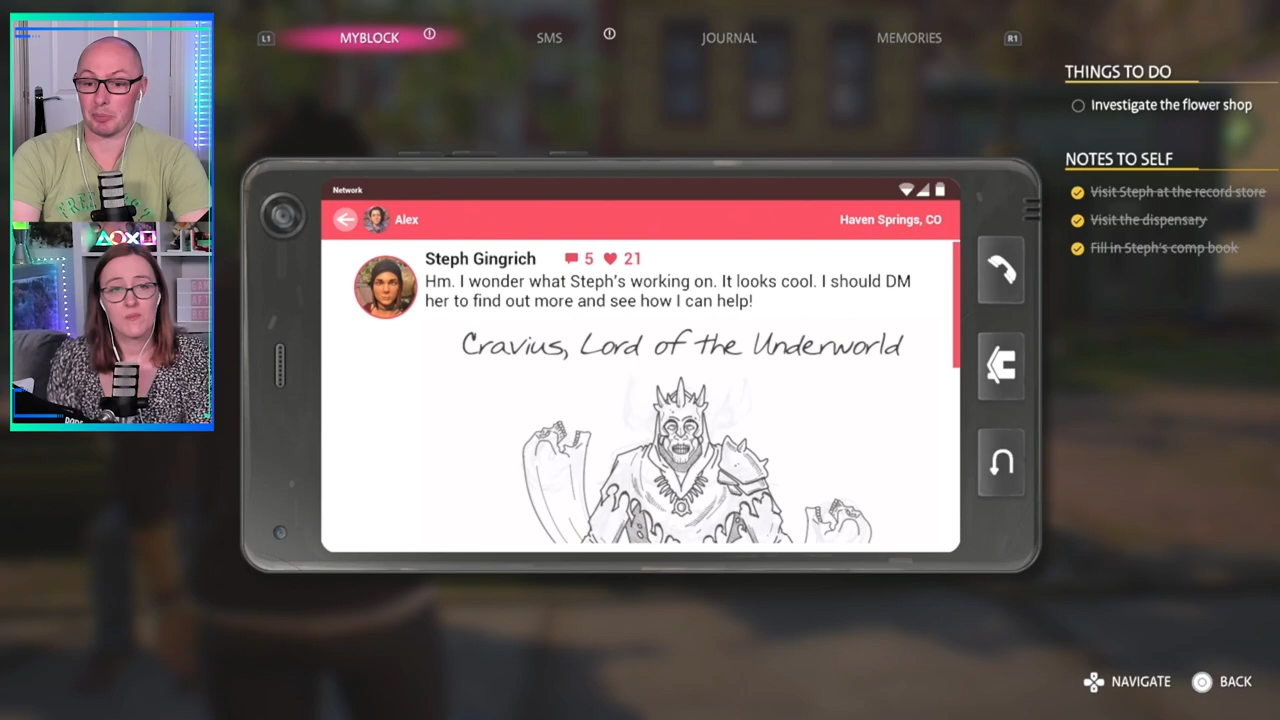 L1
MYBLOCK
SMS
JOURNAL
MEMORIES
R1
THINGS TO DO
Investigate the flower shop
NOTES TO SELF
Visit Steph at the record store
Visit the dispensary
Fill in Steph's comp book
Network
Alex
Haven Springs, CO
Steph Gingrich 5 21
Hm. I wonder what Steph's working on. It looks cool. I should DM
her to find out more and see how I can help!
Cravius, Lord of the Underworld
NAVIGATE
BACK